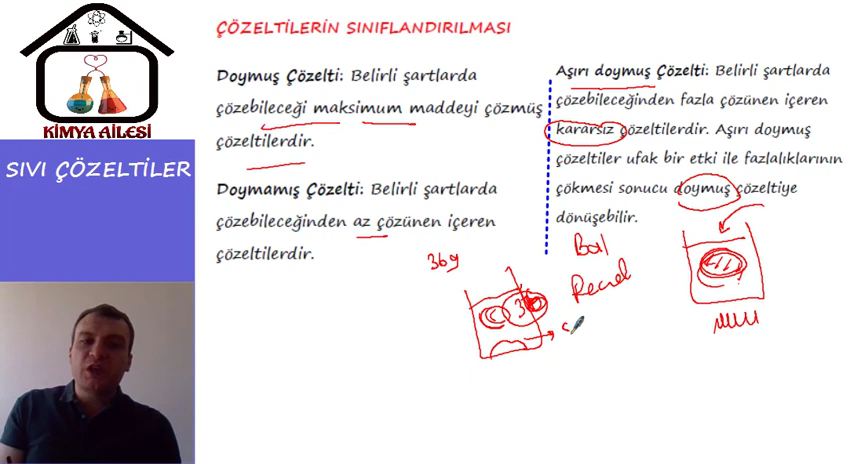 ÇÖZELTİLERİN SINIFLANDIRILMASI
KİMYA AİLESİ
SIVI ÇÖZELTİLER
Doymuş Çözelti: Belirli şartlarda
çözebileceği maksimum maddeyi çözmüş
çözeltilerdir.
Doymamış Çözelti: Belirli şartlarda
çözebileceğinden az çözünen içeren
çözeltilerdir.
Aşırı doymuş Çözelti: Belirli şartlarda
çözebileceğinden fazla çözünen içeren
kararsız çözeltilerdir. Aşırı doymuş
çözeltiler ufak bir etki ile fazlalıklarının
çökmesi sonucu doymuş çözeltiye
dönüşebilir.
36g
Bal
Recel